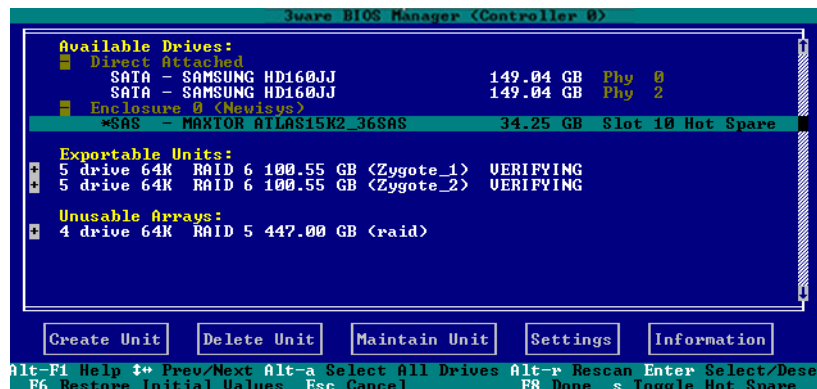 3ware BIOS Manager (Controller 0)
Available Drives:
- Direct Attached
SATA - SAMSUNG HD160JJ 149.04 GB Phy 0
SATA - SAMSUNG HD160JJ 149.04 GB Phy 2
- Enclosure 0 (Newisys)
*SAS - MAXTOR ATLAS15K2_36SAS 34.25 GB Slot 10 Hot Spare
Exportable Units:
+ 5 drive 64K RAID 6 100.55 GB (Zygote_1) VERIFYING
+ 5 drive 64K RAID 6 100.55 GB (Zygote_2) VERIFYING
Unusable Arrays:
+ 4 drive 64K RAID 5 447.00 GB (raid)
Create Unit Delete Unit Maintain Unit Settings Information
Alt-F1 Help ↕↔ Prev/Next Alt-a Select All Drives Alt-r Rescan Enter Select/Dese
F6 Restore Initial Values Esc Cancel F8 Done s Toggle Hot Spare